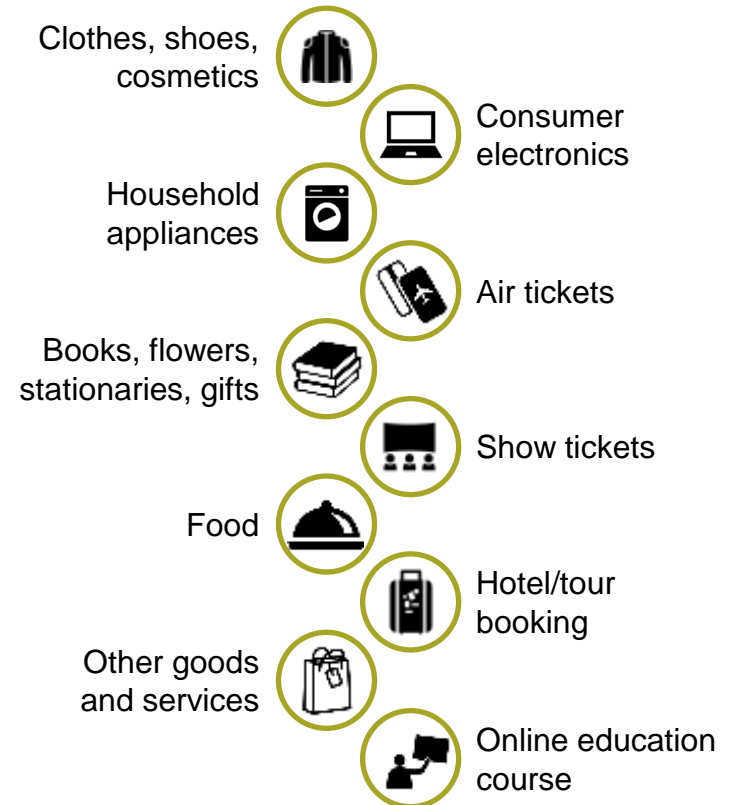 Clothes, shoes,
cosmetics
Consumer
electronics
Household
appliances
Air tickets
Books, flowers,
stationaries, gifts
Show tickets
Food
Hotel/tour
booking
Other goods
and services
Online education
course